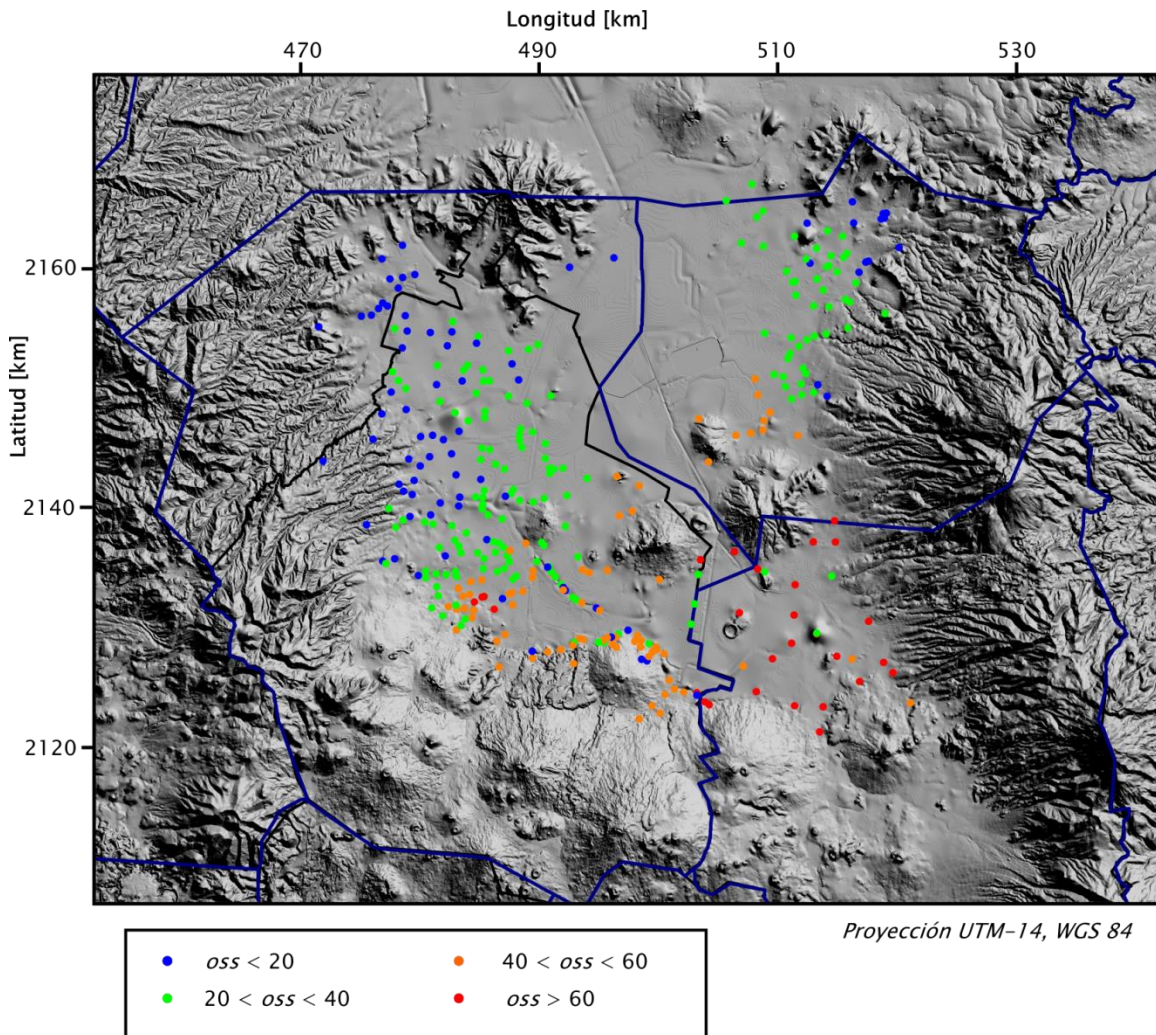 Longitud [km]
470 490 510 530
Latitud [km]
2160
2140
2120
Proyección UTM-14, WGS 84
oss < 20
40 < oss < 60
20 < oss < 40
oss > 60